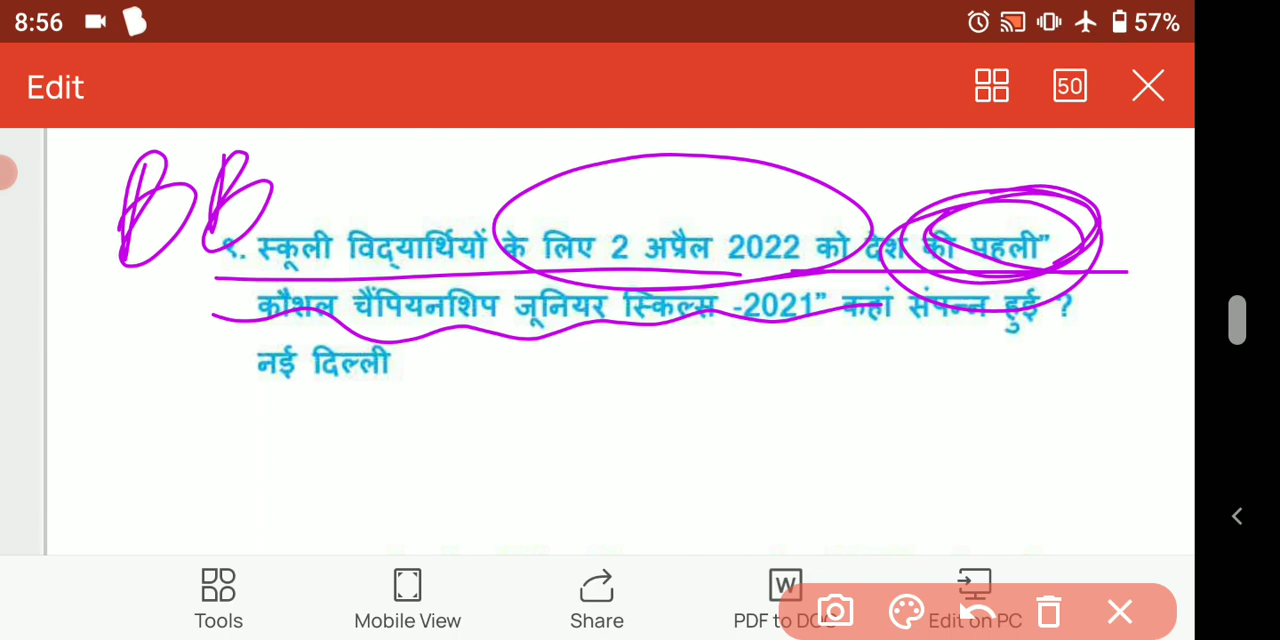 8:56 57%
Edit 50
B B
१. स्कूली विद्यार्थियों के लिए 2 अप्रैल 2022 को देश की पहली"
कौशल चैंपियनशिप जूनियर स्किल्स -2021" कहां संपन्न हुई ?
नई दिल्ली
W
Tools Mobile View Share PDF to DOC Edit on PC